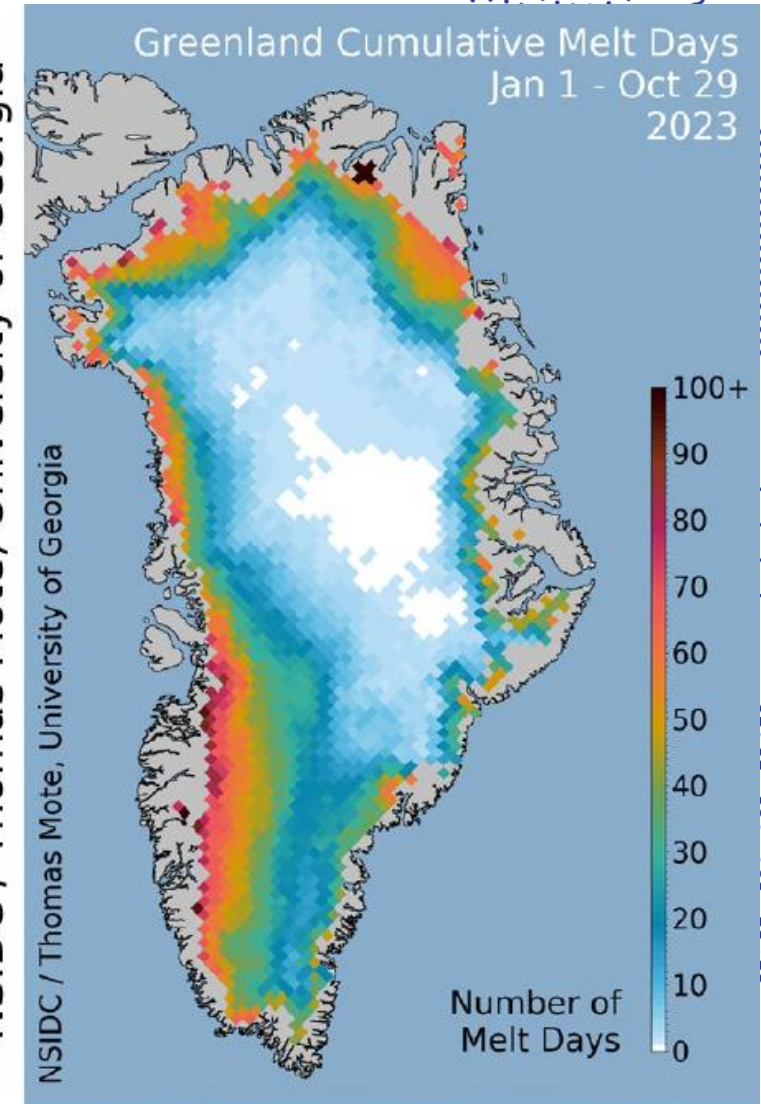 Greenland Cumulative Melt Days
Jan 1 - Oct 29
2023
NSIDC / Thomas Mote, University of Georgia
100+
90
80
70
60
50
40
30
20
10
0
Number of
Melt Days